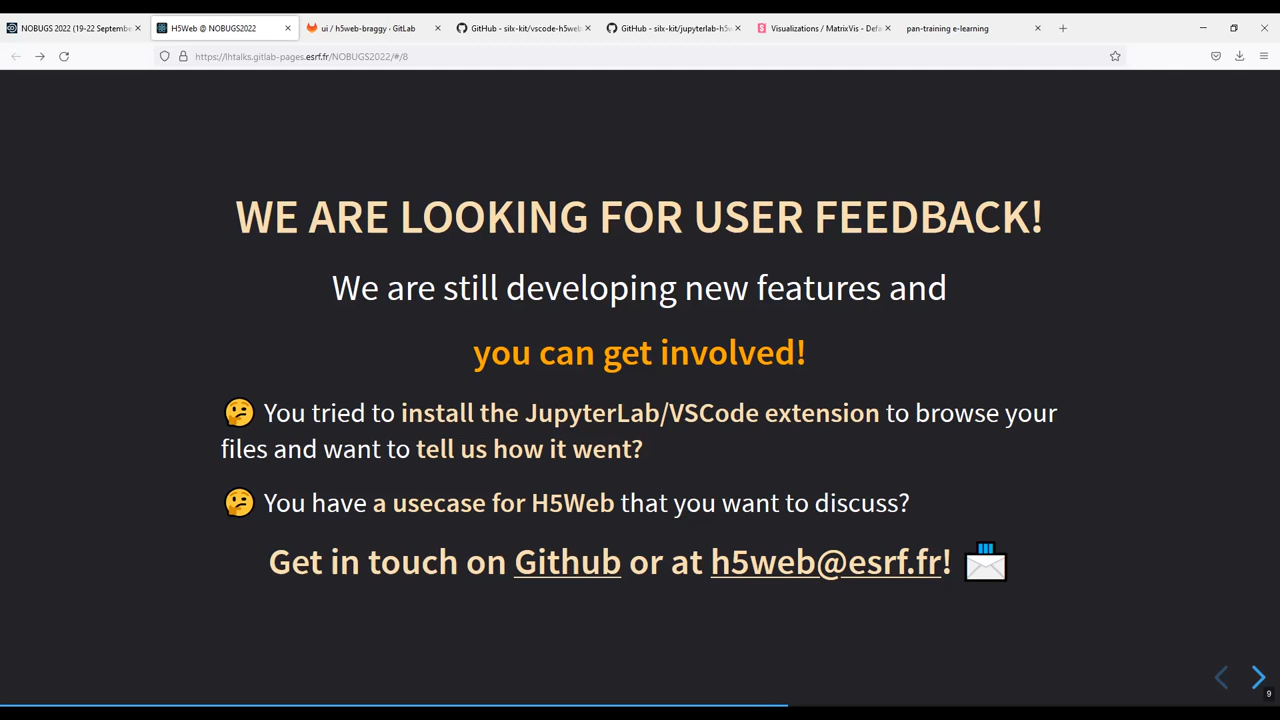 NOBUGS 2022 (19-22 Septembe
H5Web @ NOBUGS2022
ui / h5web-braggy · GitLab
GitHub - silx-kit/vscode-h5web
GitHub - silx-kit/jupyterlab-h5w
Visualizations / MatrixVis - Defa
pan-training e-learning
https://lhtalks.gitlab-pages.esrf.fr/NOBUGS2022/#/8
WE ARE LOOKING FOR USER FEEDBACK!
We are still developing new features and
you can get involved!
You tried to install the JupyterLab/VSCode extension to browse your
files and want to tell us how it went?
You have a usecase for H5Web that you want to discuss?
Get in touch on Github or at h5web@esrf.fr!
9